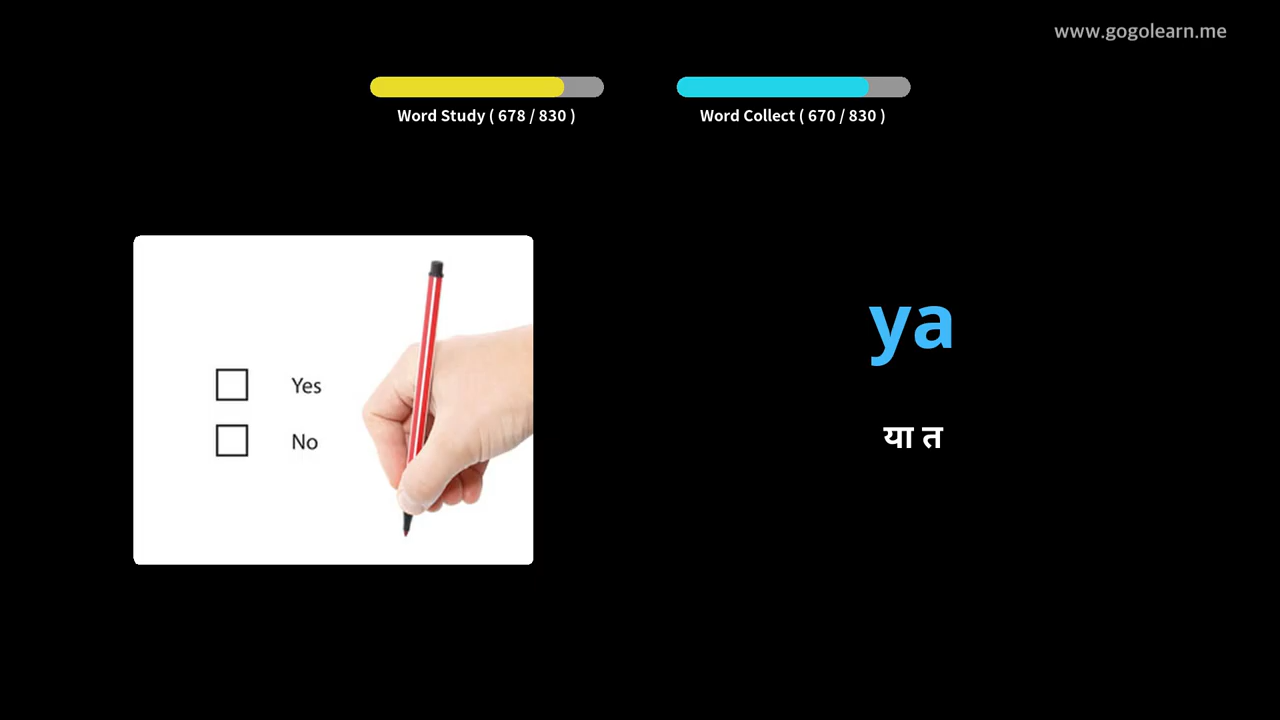 www.gogolearn.me
Word Study ( 678 / 830 )
Word Collect ( 670 / 830 )
Yes
No
ya
या त